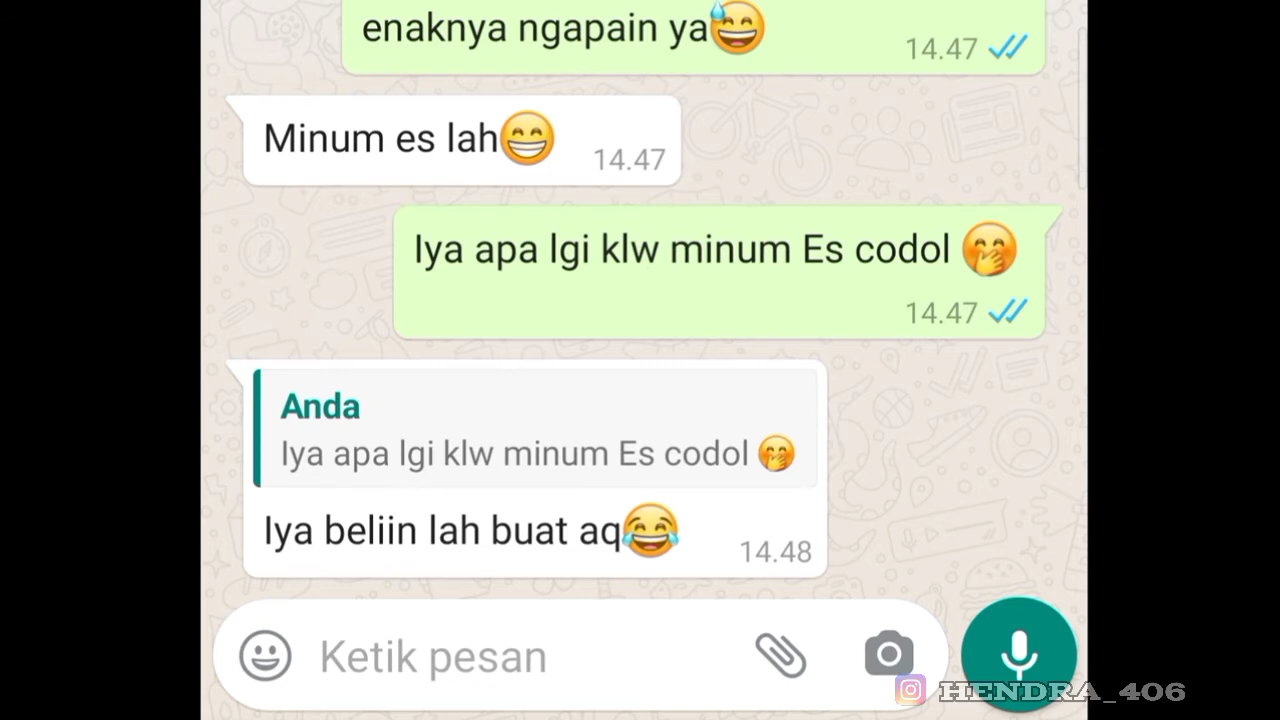 enaknya ngapain ya😅
14.47
Minum es lah😁
14.47
Iya apa lgi klw minum Es codol 🤭
14.47
Anda
Iya apa lgi klw minum Es codol 🤭
Iya beliin lah buat aq😂
14.48
Ketik pesan
HENDRA_406